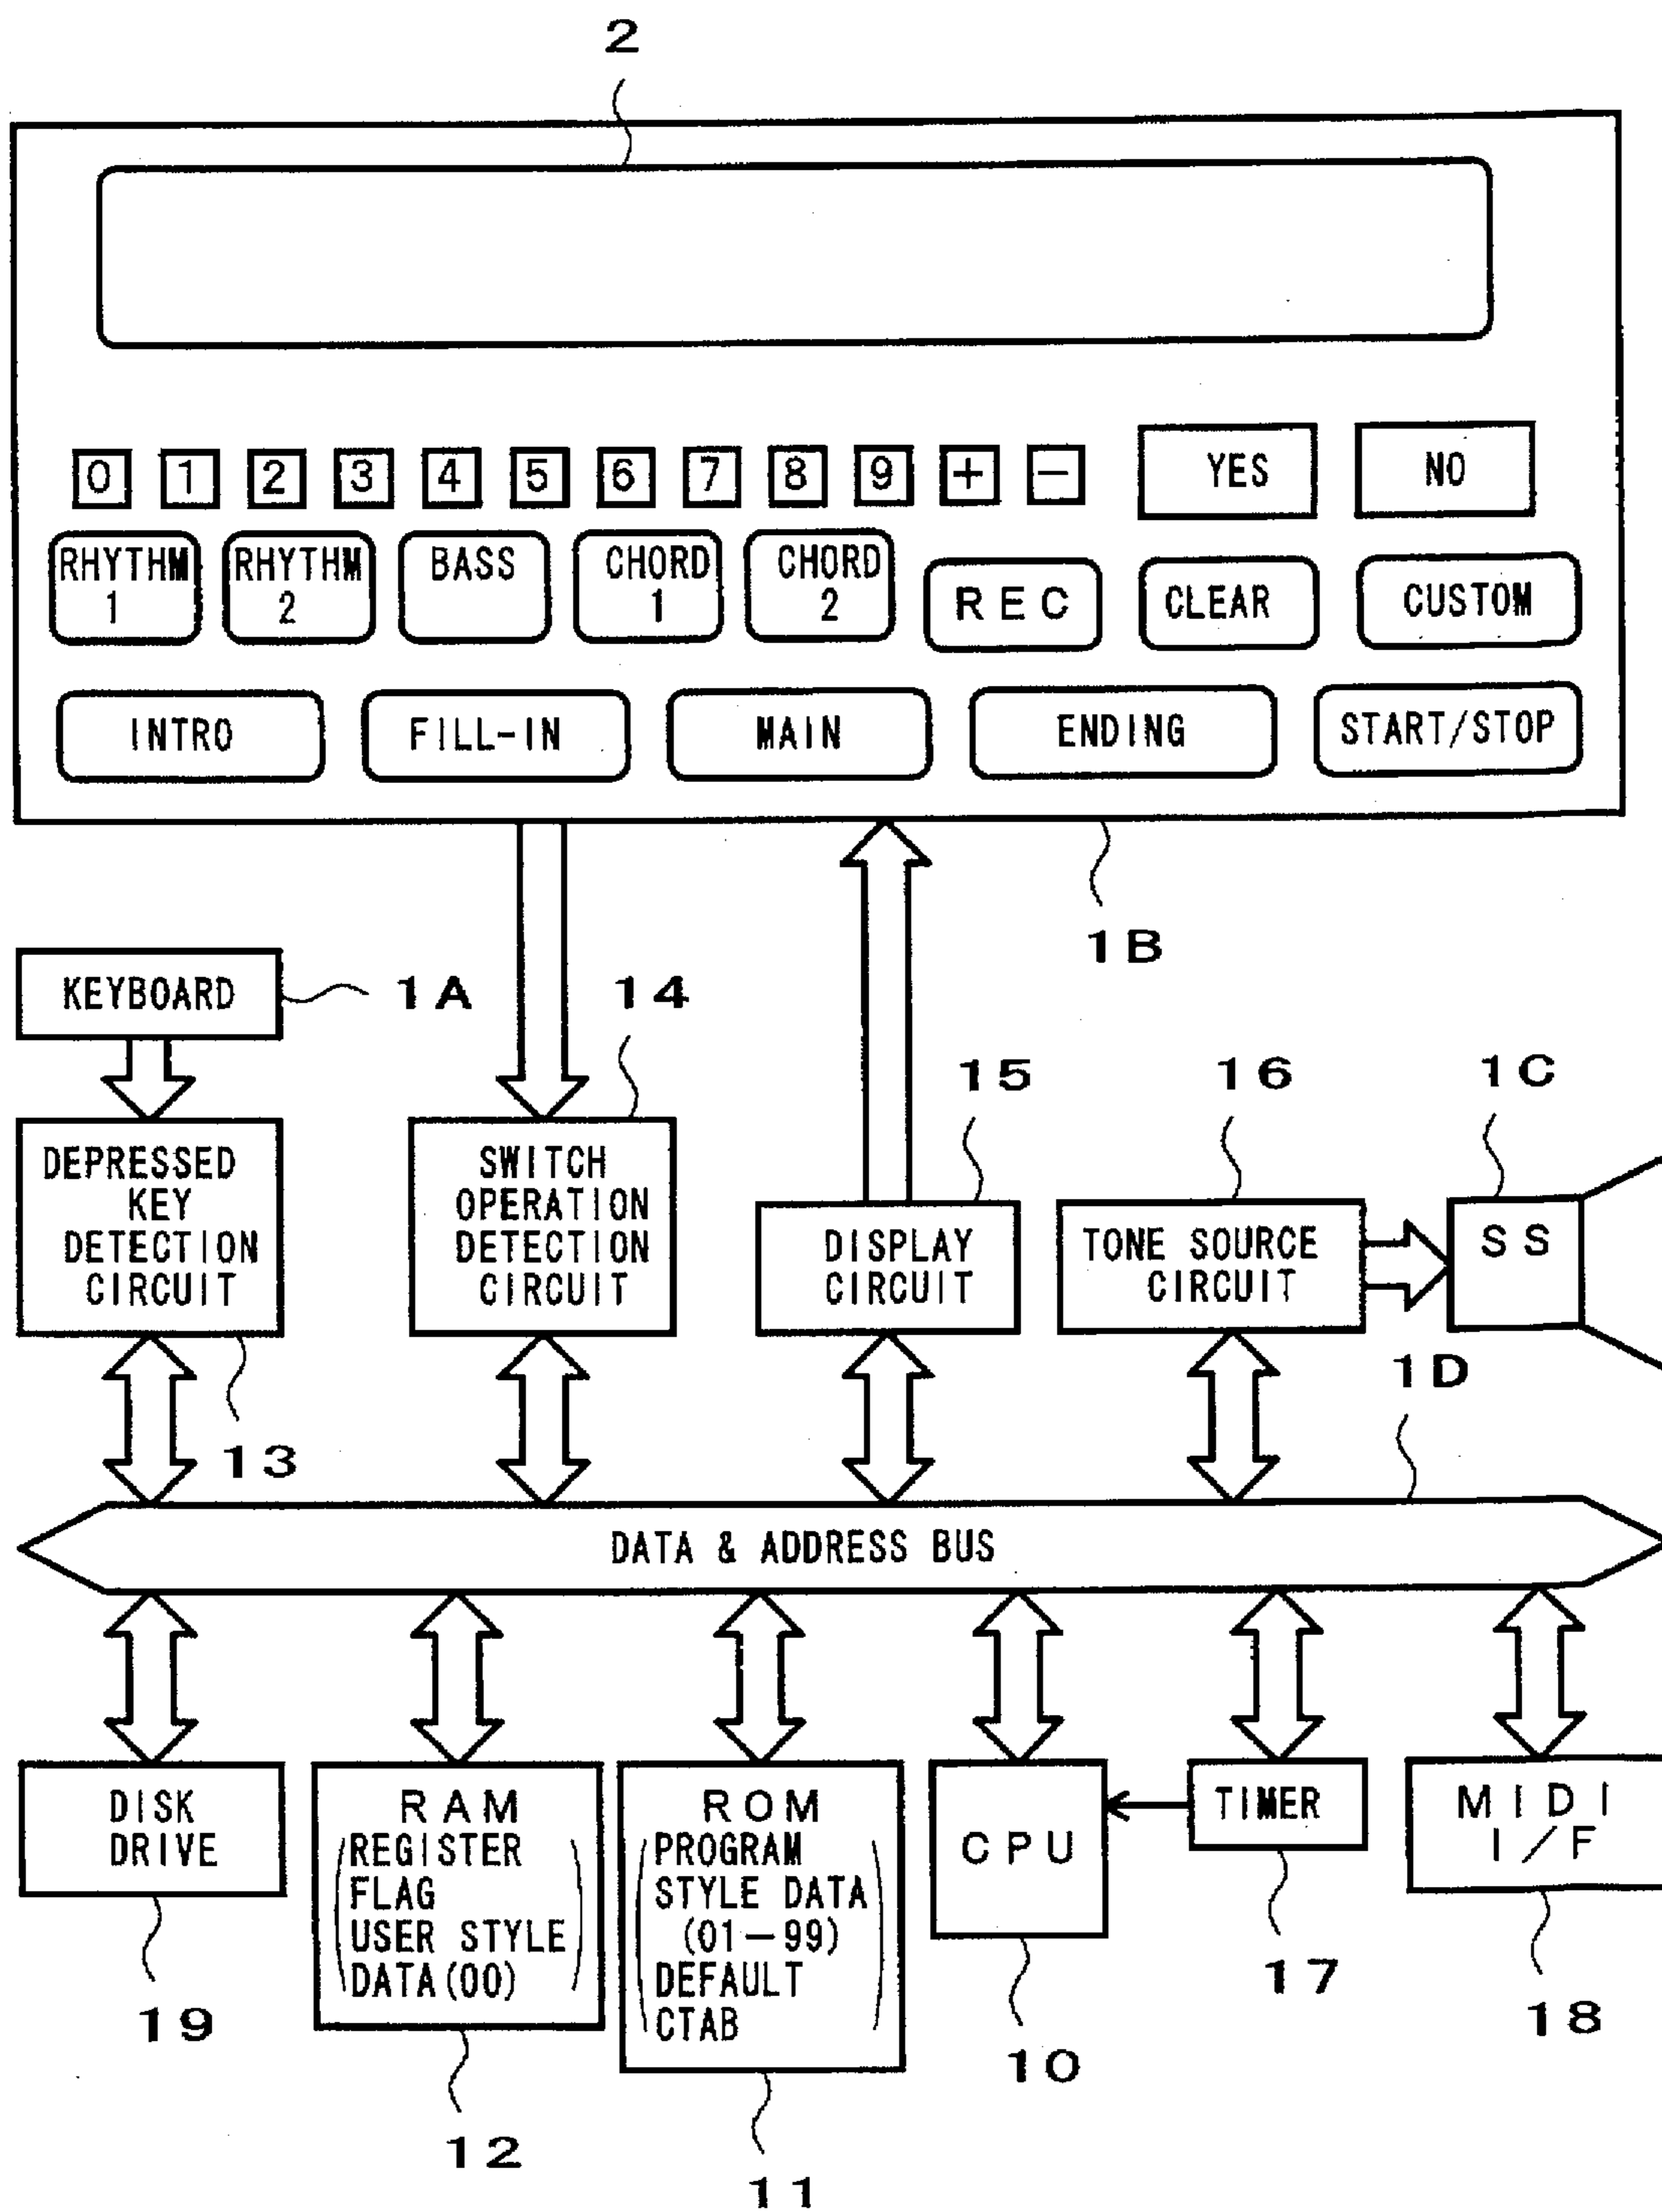 2
0 1 2 3 4 5 6 7 8 9 + − YES NO
RHYTHM 1
RHYTHM 2
BASS
CHORD 1
CHORD 2
REC
CLEAR
CUSTOM
INTRO
FILL-IN
MAIN
ENDING
START/STOP
1B
KEYBOARD
1A
14
15
16
1C
DEPRESSED
KEY
DETECTION
CIRCUIT
SWITCH
OPERATION
DETECTION
CIRCUIT
DISPLAY
CIRCUIT
TONE SOURCE
CIRCUIT
SS
1D
13
DATA & ADDRESS BUS
DISK
DRIVE
RAM
REGISTER
FLAG
USER STYLE
DATA(00)
ROM
PROGRAM
STYLE DATA
(01−99)
DEFAULT
CTAB
CPU
TIMER
MIDI
I/F
19
12
11
10
17
18